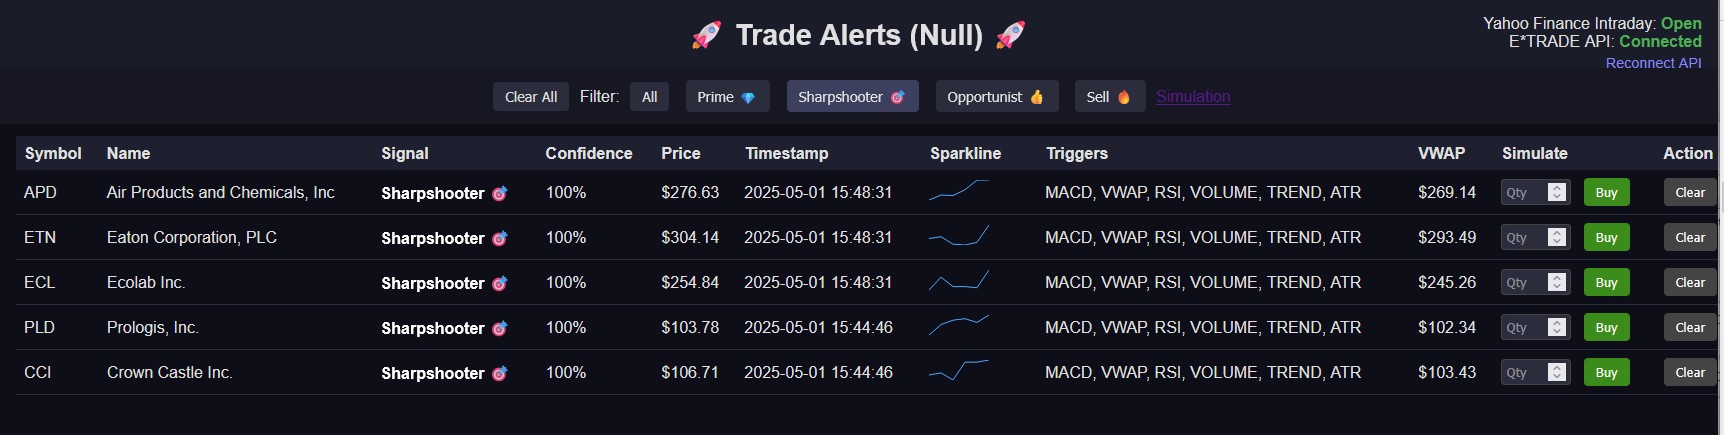 🚀 Trade Alerts (Null) 🚀
Yahoo Finance Intraday: Open
E*TRADE API: Connected
Reconnect API
Clear All Filter: All Prime 💎 Sharpshooter 🎯 Opportunist 👍 Sell 🔥 Simulation
Symbol Name Signal Confidence Price Timestamp Sparkline Triggers VWAP Simulate Action
APD Air Products and Chemicals, Inc Sharpshooter 🎯 100% $276.63 2025-05-01 15:48:31 MACD, VWAP, RSI, VOLUME, TREND, ATR $269.14 Qty Buy Clear
ETN Eaton Corporation, PLC Sharpshooter 🎯 100% $304.14 2025-05-01 15:48:31 MACD, VWAP, RSI, VOLUME, TREND, ATR $293.49 Qty Buy Clear
ECL Ecolab Inc. Sharpshooter 🎯 100% $254.84 2025-05-01 15:48:31 MACD, VWAP, RSI, VOLUME, TREND, ATR $245.26 Qty Buy Clear
PLD Prologis, Inc. Sharpshooter 🎯 100% $103.78 2025-05-01 15:44:46 MACD, VWAP, RSI, VOLUME, TREND, ATR $102.34 Qty Buy Clear
CCI Crown Castle Inc. Sharpshooter 🎯 100% $106.71 2025-05-01 15:44:46 MACD, VWAP, RSI, VOLUME, TREND, ATR $103.43 Qty Buy Clear